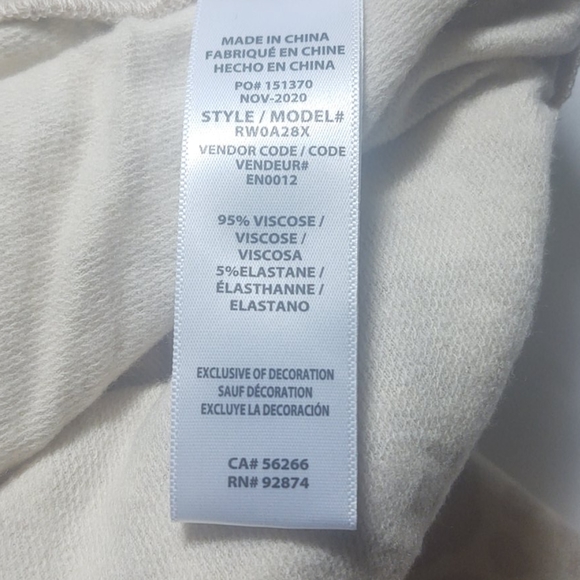 MADE IN CHINA
FABRIQUÉ EN CHINE
HECHO EN CHINA
PO# 151370
NOV-2020
STYLE / MODEL#
RW0A28X
VENDOR CODE / CODE
VENDEUR#
EN0012
95% VISCOSE /
VISCOSE /
VISCOSA
5%ELASTANE /
ÉLASTHANNE /
ELASTANO
EXCLUSIVE OF DECORATION
SAUF DÉCORATION
EXCLUYE LA DECORACIÓN
CA# 56266
RN# 92874